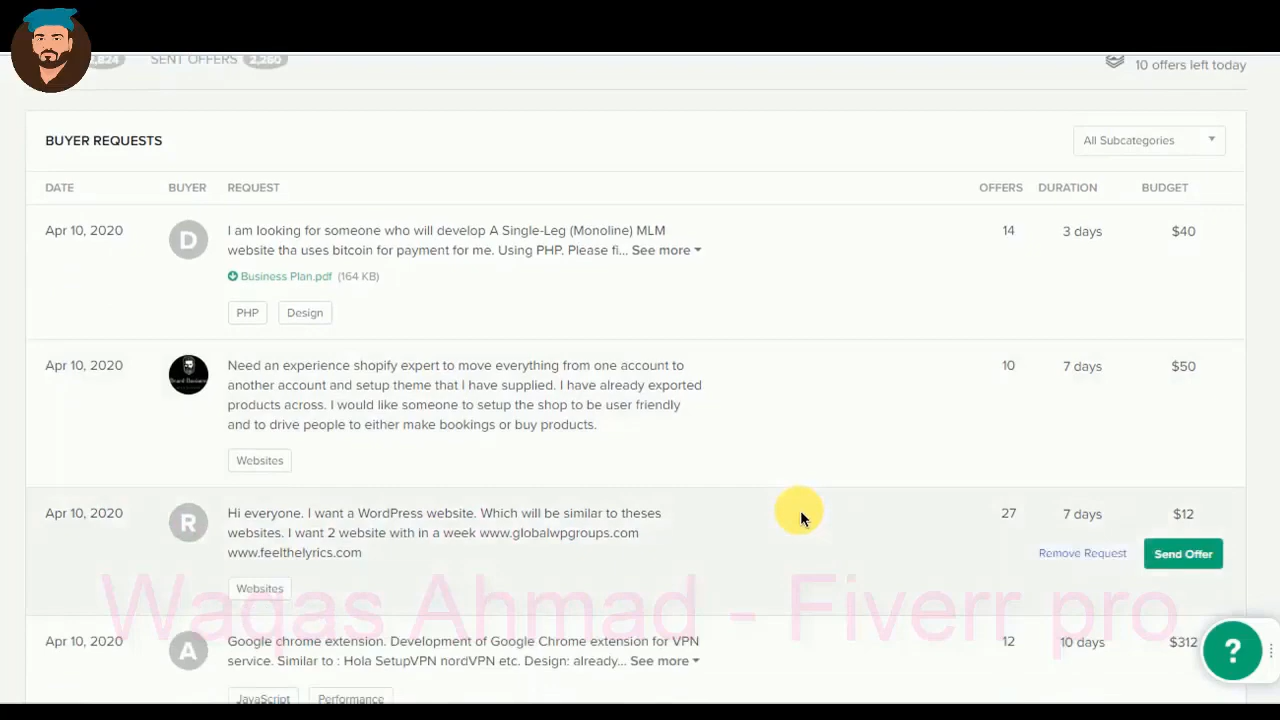 2,824 SENT OFFERS 2,260
10 offers left today
BUYER REQUESTS
All Subcategories
DATE BUYER REQUEST OFFERS DURATION BUDGET
Apr 10, 2020 D I am looking for someone who will develop A Single-Leg (Monoline) MLM 14 3 days $40
website tha uses bitcoin for payment for me. Using PHP. Please fi... See more
Business Plan.pdf (164 KB)
PHP Design
Apr 10, 2020 Need an experience shopify expert to move everything from one account to 10 7 days $50
another account and setup theme that I have supplied. I have already exported
products across. I would like someone to setup the shop to be user friendly
and to drive people to either make bookings or buy products.
Websites
Apr 10, 2020 R Hi everyone. I want a WordPress website. Which will be similar to theses 27 7 days $12
websites. I want 2 website with in a week www.globalwpgroups.com
www.feelthelyrics.com Remove Request Send Offer
Websites
Waqas Ahmad - Fiverr pro
Apr 10, 2020 A Google chrome extension. Development of Google Chrome extension for VPN 12 10 days $312
service. Similar to : Hola SetupVPN nordVPN etc. Design: already... See more
JavaScript Performance
?